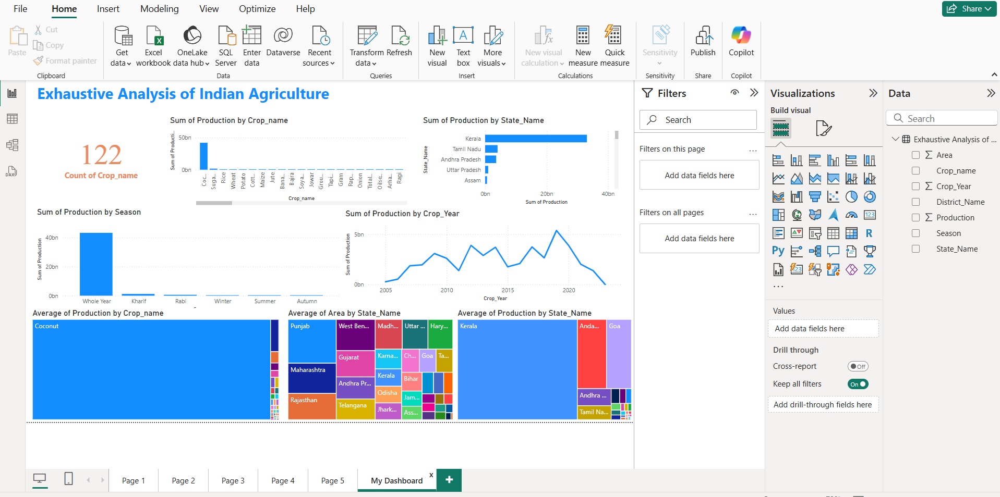 File Home Insert Modeling View Optimize Help
Share
Paste
Cut
Copy
Format painter
Clipboard
Get data
Excel workbook
OneLake data hub
SQL Server
Enter data
Dataverse
Recent sources
Data
Transform data
Refresh
Queries
New visual
Text box
More visuals
Insert
New visual calculation
New measure
Quick measure
Calculations
Sensitivity
Sensitivity
Publish
Share
Copilot
Copilot
Exhaustive Analysis of Indian Agriculture
122
Count of Crop_name
Sum of Production by Crop_name
Sum of Producti...
50bn
0bn
Coc...
Suga...
Rice
Wheat
Potato
Cott...
Maize
Jute
Bana...
Bajra
Soya...
Jowar
Grou...
Tapi...
Gram
Rap...
Onion
Total...
Oilse...
Arha...
Ragi
Crop_name
Sum of Production by State_Name
State_Name
Kerala
Tamil Nadu
Andhra Pradesh
Uttar Pradesh
Assam
0bn 20bn 40bn
Sum of Production
Sum of Production by Season
Sum of Production
40bn
20bn
0bn
Whole Year Kharif Rabi Winter Summer Autumn
Sum of Production by Crop_Year
Sum of Production
5bn
0bn
2005 2010 2015 2020
Crop_Year
Average of Production by Crop_name
Coconut
Average of Area by State_Name
Punjab
Maharashtra
Rajasthan
West Ben...
Gujarat
Andhra Pr...
Telangana
Madh...
Uttar ...
Hary...
Karna...
Kerala
Odisha
Jhark...
Ch...
Goa
Ta...
Bihar
Jam...
Ass...
Average of Production by State_Name
Kerala
Anda...
Goa
Andhra ...
Tamil Na...
Filters
Search
Filters on this page
...
Add data fields here
Filters on all pages
...
Add data fields here
Visualizations
Build visual
123
R
Py
123
...
Values
Add data fields here
Drill through
Cross-report
Off
Keep all filters
On
Add drill-through fields here
Data
Search
Exhaustive Analysis of ...
Area
Crop_name
Crop_Year
District_Name
Production
Season
State_Name
DAX
Page 1
Page 2
Page 3
Page 4
Page 5
My Dashboard
x
+